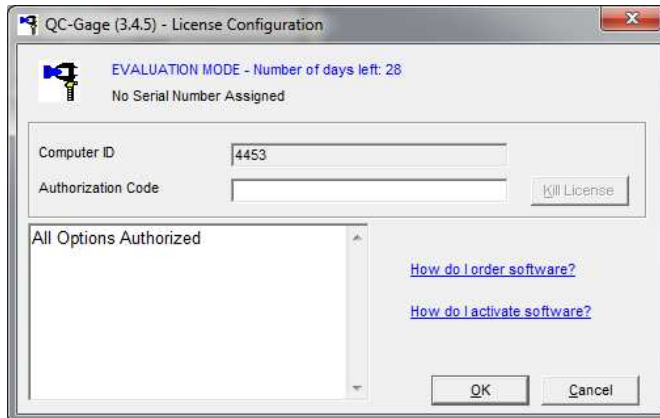 QC-Gage (3.4.5) - License Configuration
EVALUATION MODE - Number of days left: 28
No Serial Number Assigned
Computer ID
4453
Authorization Code
Kill License
All Options Authorized
How do I order software?
How do I activate software?
OK
Cancel